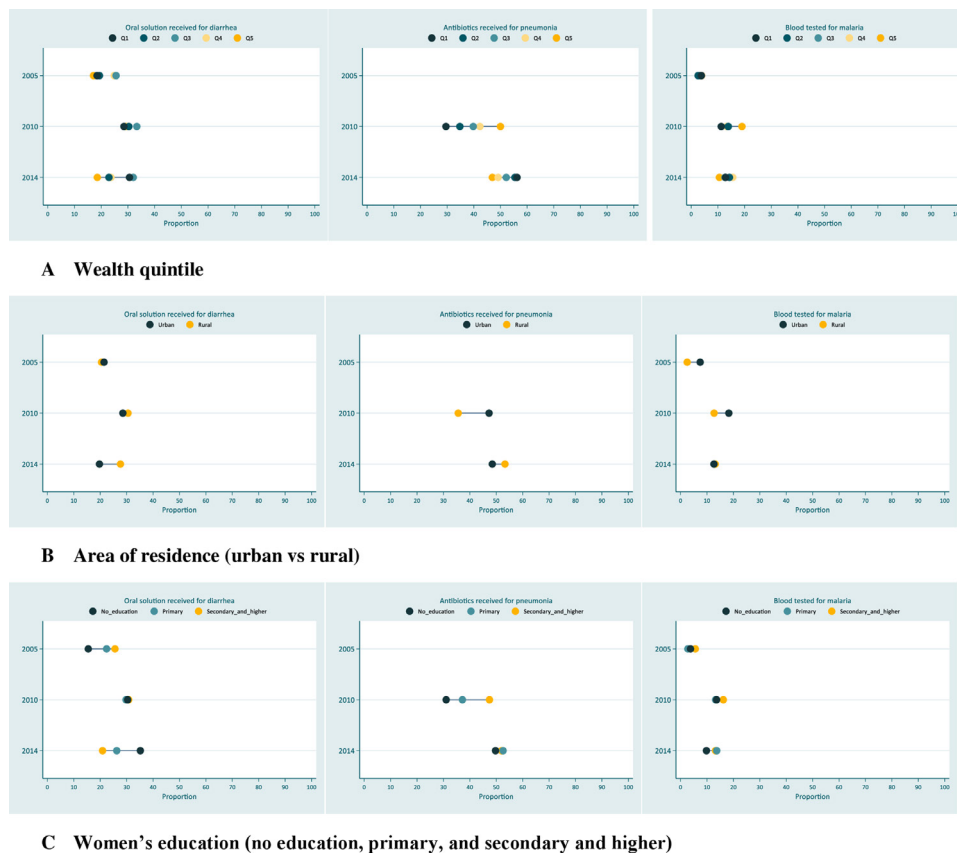 Oral solution received for diarrhea
Q1 Q2 Q3 Q4 Q5
2005
2010
2014
0 10 20 30 40 50 60 70 80 90 100
Proportion
Antibiotics received for pneumonia
Q1 Q2 Q3 Q4 Q5
0 10 20 30 40 50 60 70 80 90 100
Proportion
Blood tested for malaria
Q1 Q2 Q3 Q4 Q5
2005
2010
2014
0 10 20 30 40 50 60 70 80 90 100
Proportion
A Wealth quintile
Oral solution received for diarrhea
Urban Rural
2005
2010
2014
0 10 20 30 40 50 60 70 80 90 100
Proportion
Antibiotics received for pneumonia
Urban Rural
2005
2010
2014
0 10 20 30 40 50 60 70 80 90 100
Proportion
Blood tested for malaria
Urban Rural
2005
2010
2014
0 10 20 30 40 50 60 70 80 90 100
Proportion
B Area of residence (urban vs rural)
Oral solution received for diarrhea
No_education Primary Secondary_and_higher
2005
2010
2014
0 10 20 30 40 50 60 70 80 90 100
Proportion
Antibiotics received for pneumonia
No_education Primary Secondary_and_higher
2005
2010
2014
0 10 20 30 40 50 60 70 80 90 100
Proportion
Blood tested for malaria
No_education Primary Secondary_and_higher
2005
2010
2014
0 10 20 30 40 50 60 70 80 90 100
Proportion
C Women's education (no education, primary, and secondary and higher)